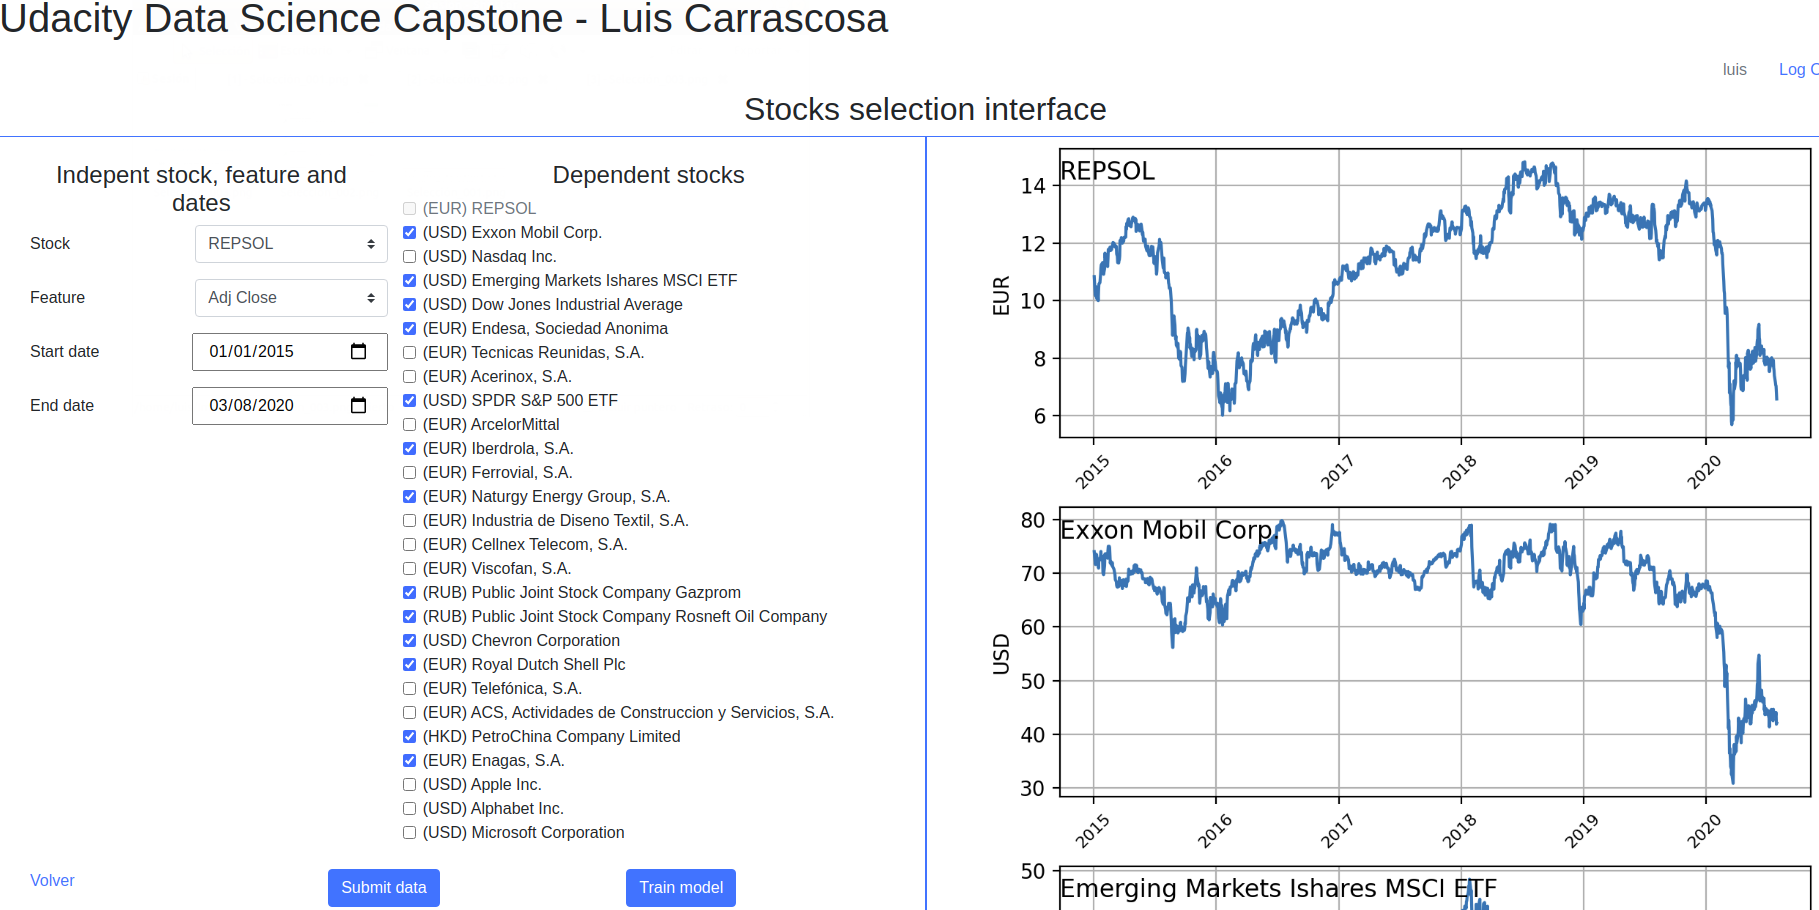 Udacity Data Science Capstone - Luis Carrascosa
luis
Log
Stocks selection interface
Indepent stock, feature and
dates
Stock
REPSOL
Feature
Adj Close
Start date
01/01/2015
End date
03/08/2020
Dependent stocks
(EUR) REPSOL
(USD) Exxon Mobil Corp.
(USD) Nasdaq Inc.
(USD) Emerging Markets Ishares MSCI ETF
(USD) Dow Jones Industrial Average
(EUR) Endesa, Sociedad Anonima
(EUR) Tecnicas Reunidas, S.A.
(EUR) Acerinox, S.A.
(USD) SPDR S&P 500 ETF
(EUR) ArcelorMittal
(EUR) Iberdrola, S.A.
(EUR) Ferrovial, S.A.
(EUR) Naturgy Energy Group, S.A.
(EUR) Industria de Diseno Textil, S.A.
(EUR) Cellnex Telecom, S.A.
(EUR) Viscofan, S.A.
(RUB) Public Joint Stock Company Gazprom
(RUB) Public Joint Stock Company Rosneft Oil Company
(USD) Chevron Corporation
(EUR) Royal Dutch Shell Plc
(EUR) Telefónica, S.A.
(EUR) ACS, Actividades de Construccion y Servicios, S.A.
(HKD) PetroChina Company Limited
(EUR) Enagas, S.A.
(USD) Apple Inc.
(USD) Alphabet Inc.
(USD) Microsoft Corporation
Volver
Submit data
Train model
REPSOL
EUR
14
12
10
8
6
2015
2016
2017
2018
2019
2020
Exxon Mobil Corp.
USD
80
70
60
50
40
30
2015
2016
2017
2018
2019
2020
50
Emerging Markets Ishares MSCI ETF